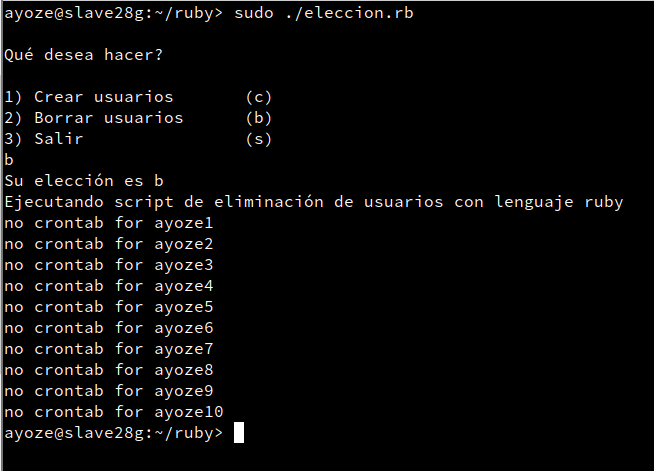 ayoze@slave28g:~/ruby> sudo ./eleccion.rb
Qué desea hacer?
1) Crear usuarios (c)
2) Borrar usuarios (b)
3) Salir (s)
b
Su elección es b
Ejecutando script de eliminación de usuarios con lenguaje ruby
no crontab for ayoze1
no crontab for ayoze2
no crontab for ayoze3
no crontab for ayoze4
no crontab for ayoze5
no crontab for ayoze6
no crontab for ayoze7
no crontab for ayoze8
no crontab for ayoze9
no crontab for ayoze10
ayoze@slave28g:~/ruby>